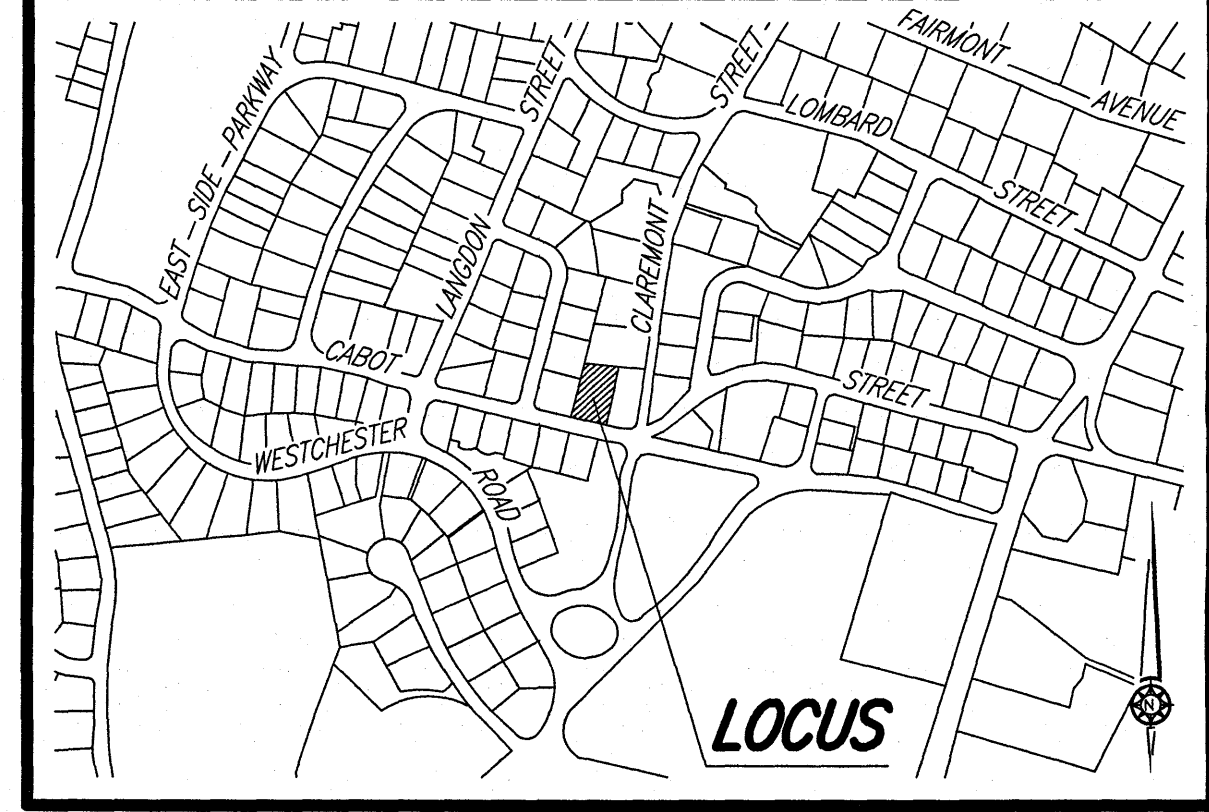 FAIRMONT AVENUE
EAST - SIDE - PARKWAY
LANGDON STREET
CLAREMONT STREET
LOMBARD STREET
CABOT STREET
WESTCHESTER ROAD
LOCUS
N